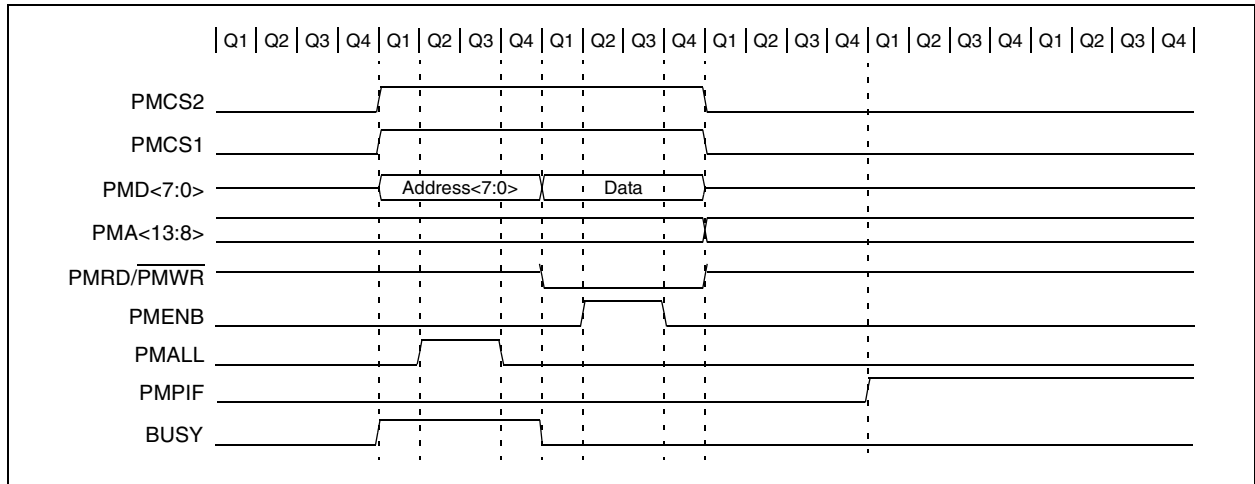 Q1 Q2 Q3 Q4 Q1 Q2 Q3 Q4 Q1 Q2 Q3 Q4 Q1 Q2 Q3 Q4 Q1 Q2 Q3 Q4 Q1 Q2 Q3 Q4
PMCS2
PMCS1
PMD<7:0> Address<7:0> Data
PMA<13:8>
PMRD/PMWR
PMENB
PMALL
PMPIF
BUSY